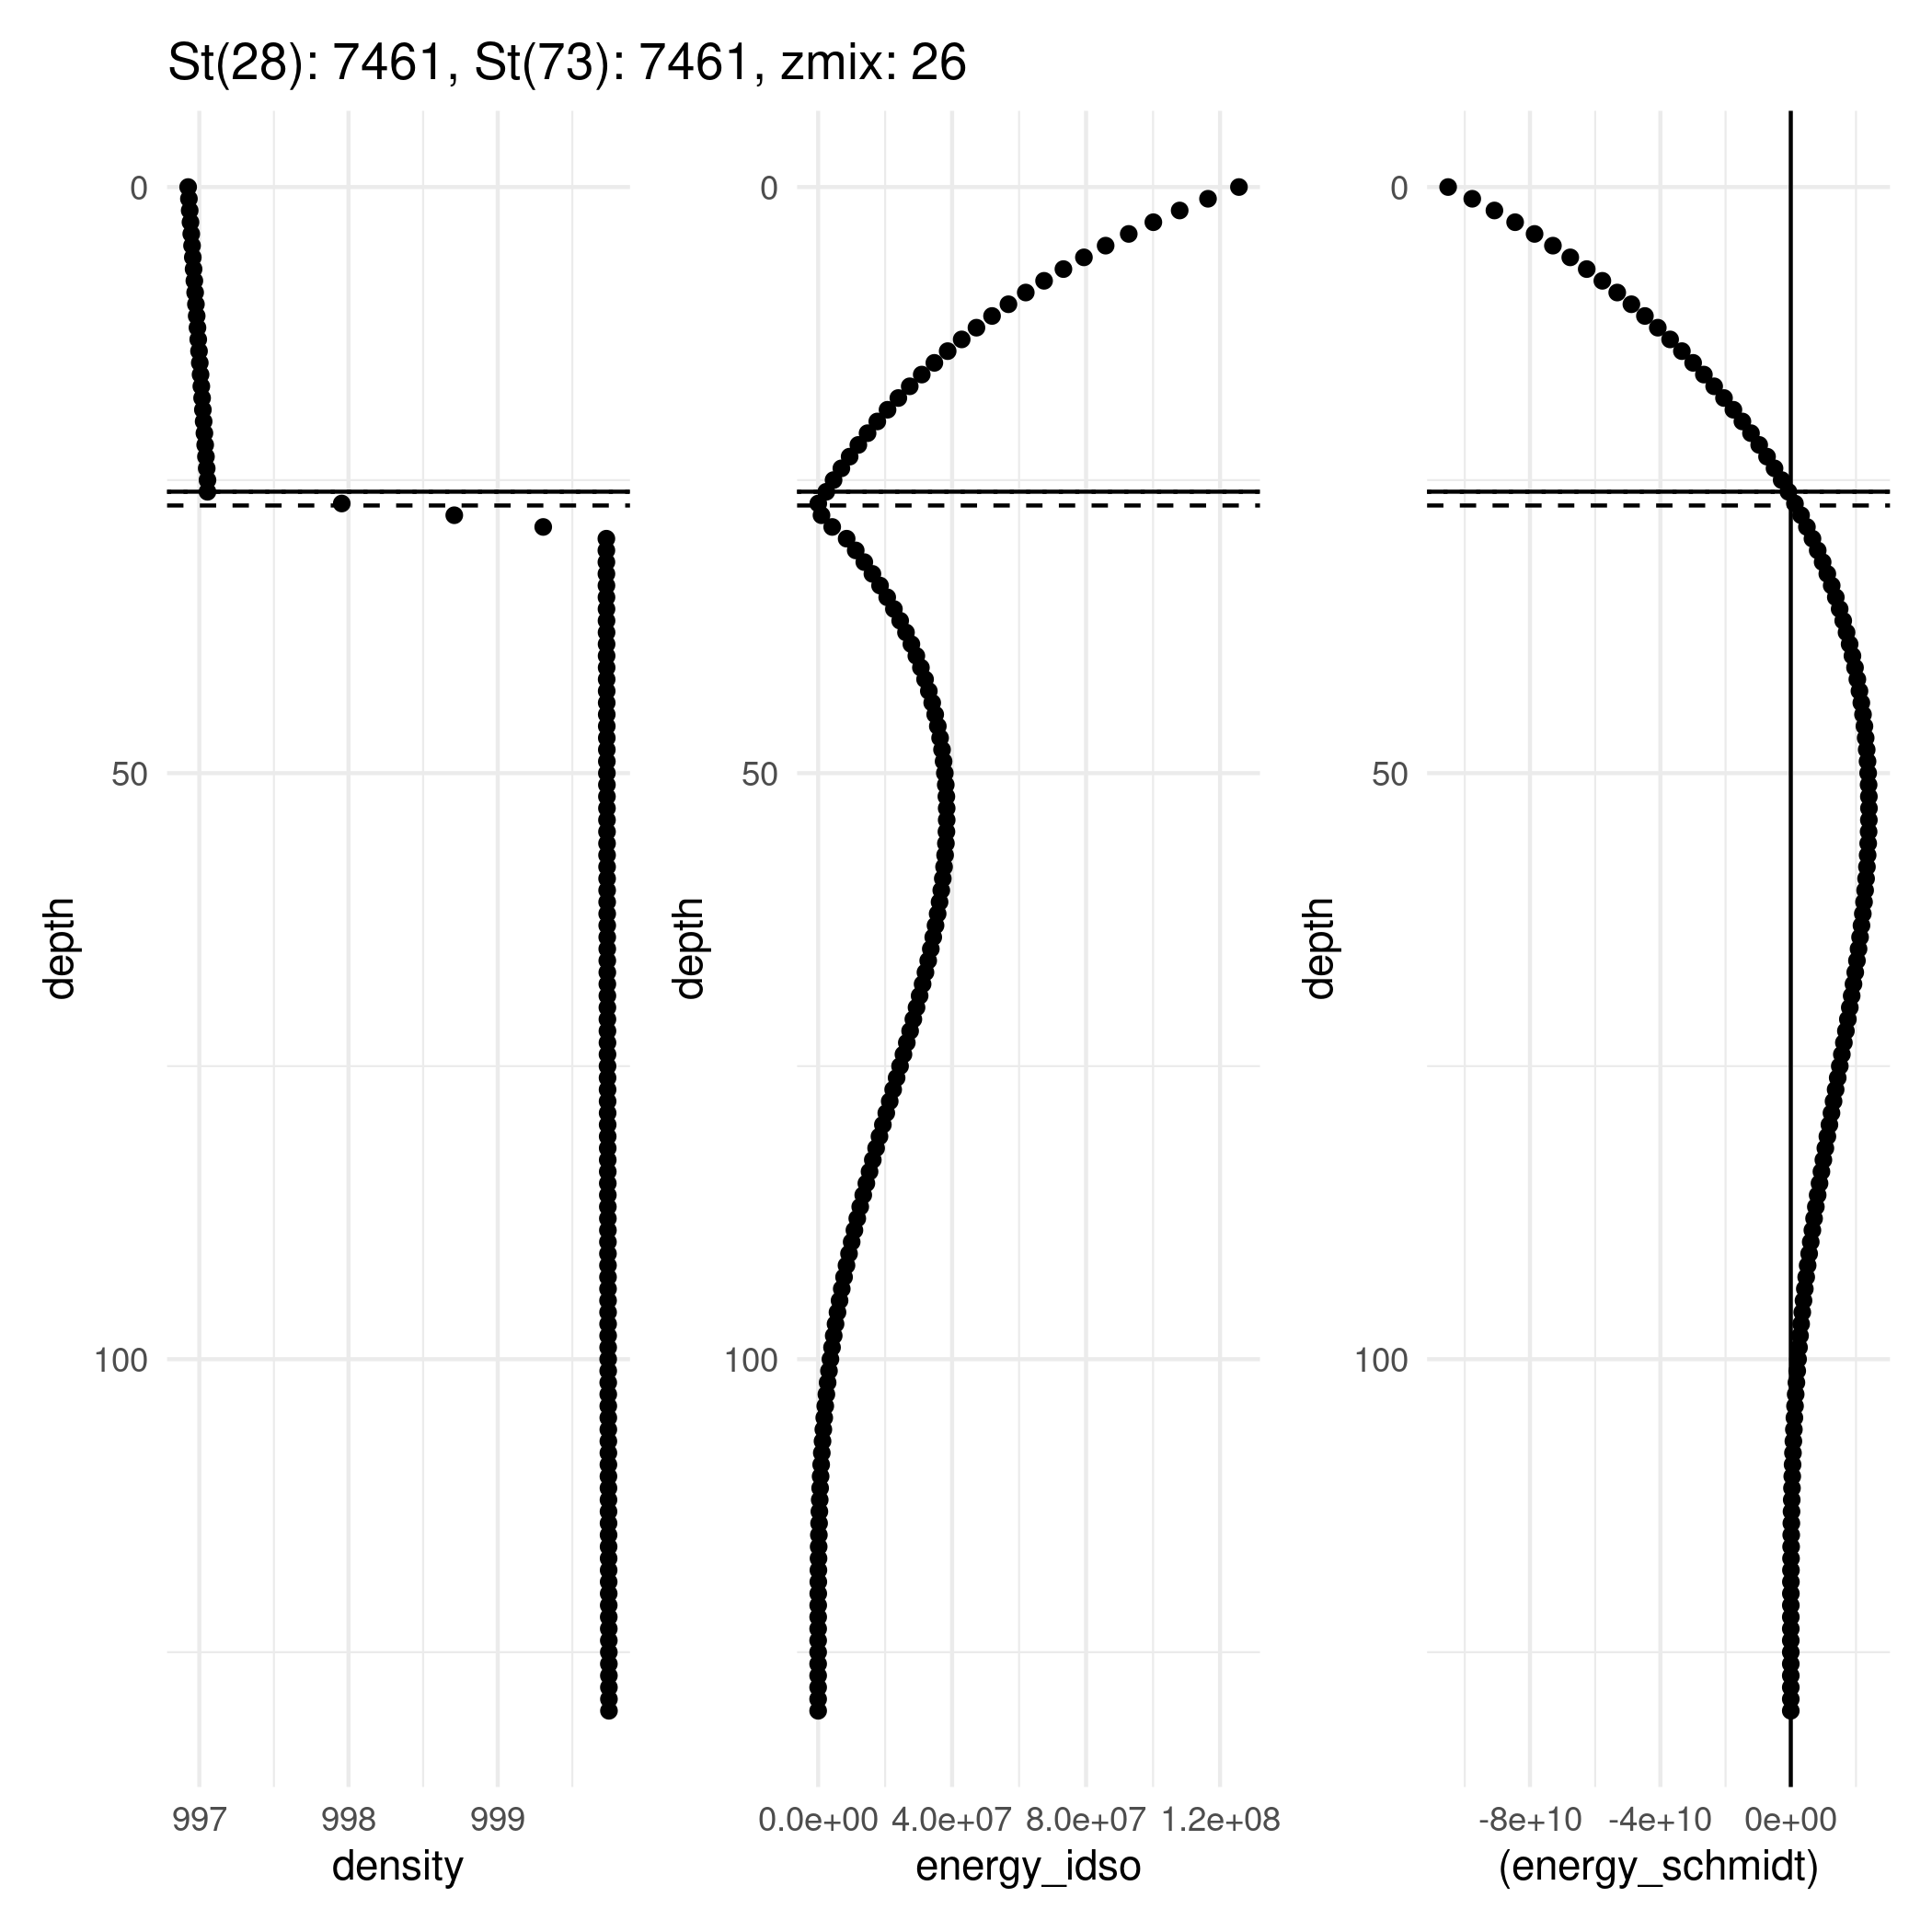 St(28): 7461, St(73): 7461, zmix: 26
0
50
100
depth
997
998
999
density
0
50
100
depth
0.0e+00
4.0e+07
8.0e+07
1.2e+08
energy_idso
0
50
100
depth
-8e+10
-4e+10
0e+00
(energy_schmidt)